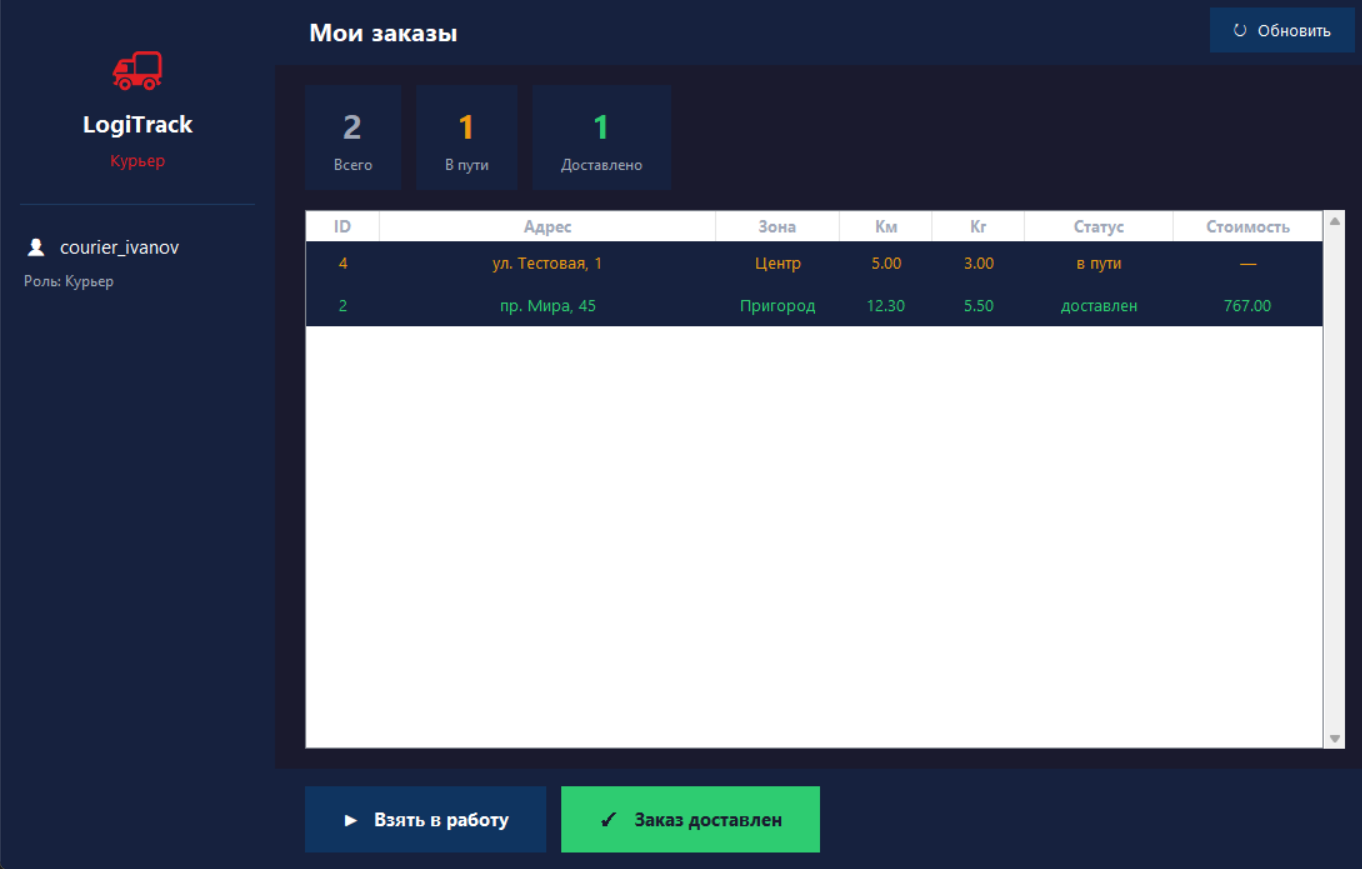 LogiTrack
Курьер
courier_ivanov
Роль: Курьер
Мои заказы
Обновить
2 1 1
Всего В пути Доставлено
ID Адрес Зона Км Кг Статус Стоимость
4 ул. Тестовая, 1 Центр 5.00 3.00 в пути —
2 пр. Мира, 45 Пригород 12.30 5.50 доставлен 767.00
Взять в работу
Заказ доставлен